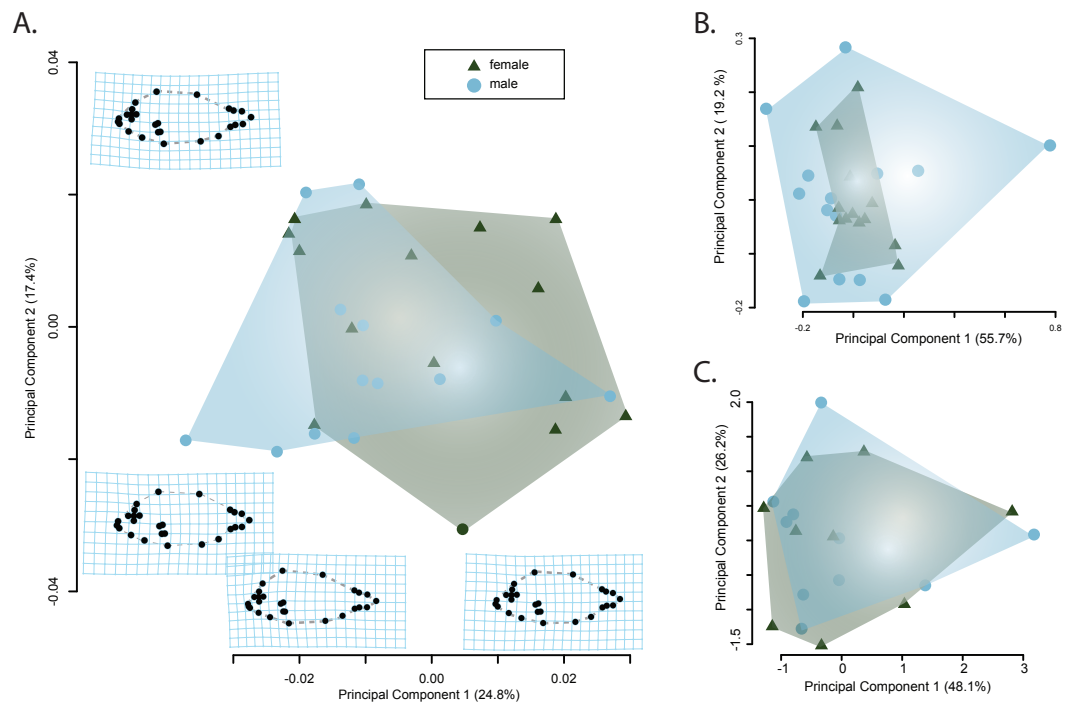 A.
0.04
0.00
-0.04
Principal Component 2 (17.4%)
female
male
-0.02
0.00
0.02
Principal Component 1 (24.8%)
B.
0.3
-0.2
Principal Component 2 ( 19.2 %)
-0.2
0.8
Principal Component 1 (55.7%)
C.
2.0
-1.5
Principal Component 2 (26.2%)
-1
0
1
2
3
Principal Component 1 (48.1%)